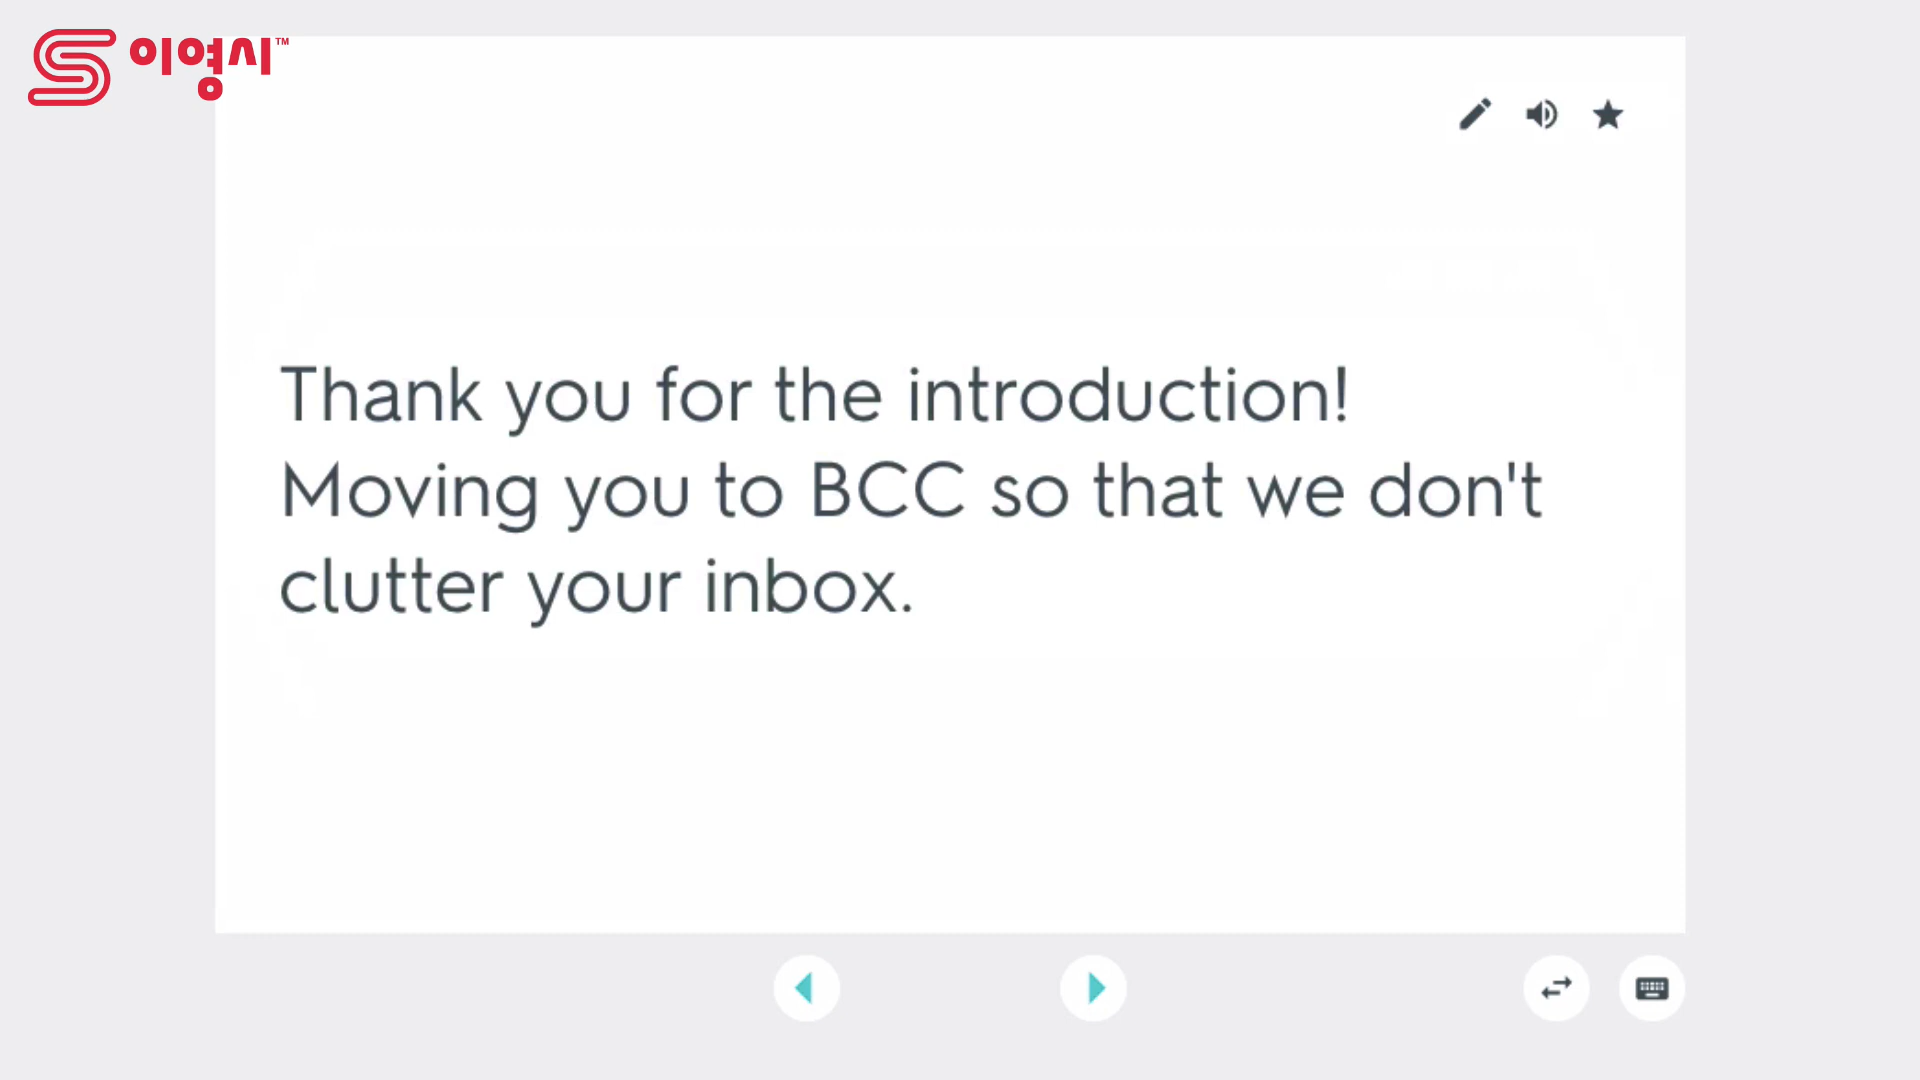 이영시™
Thank you for the introduction!
Moving you to BCC so that we don't
clutter your inbox.